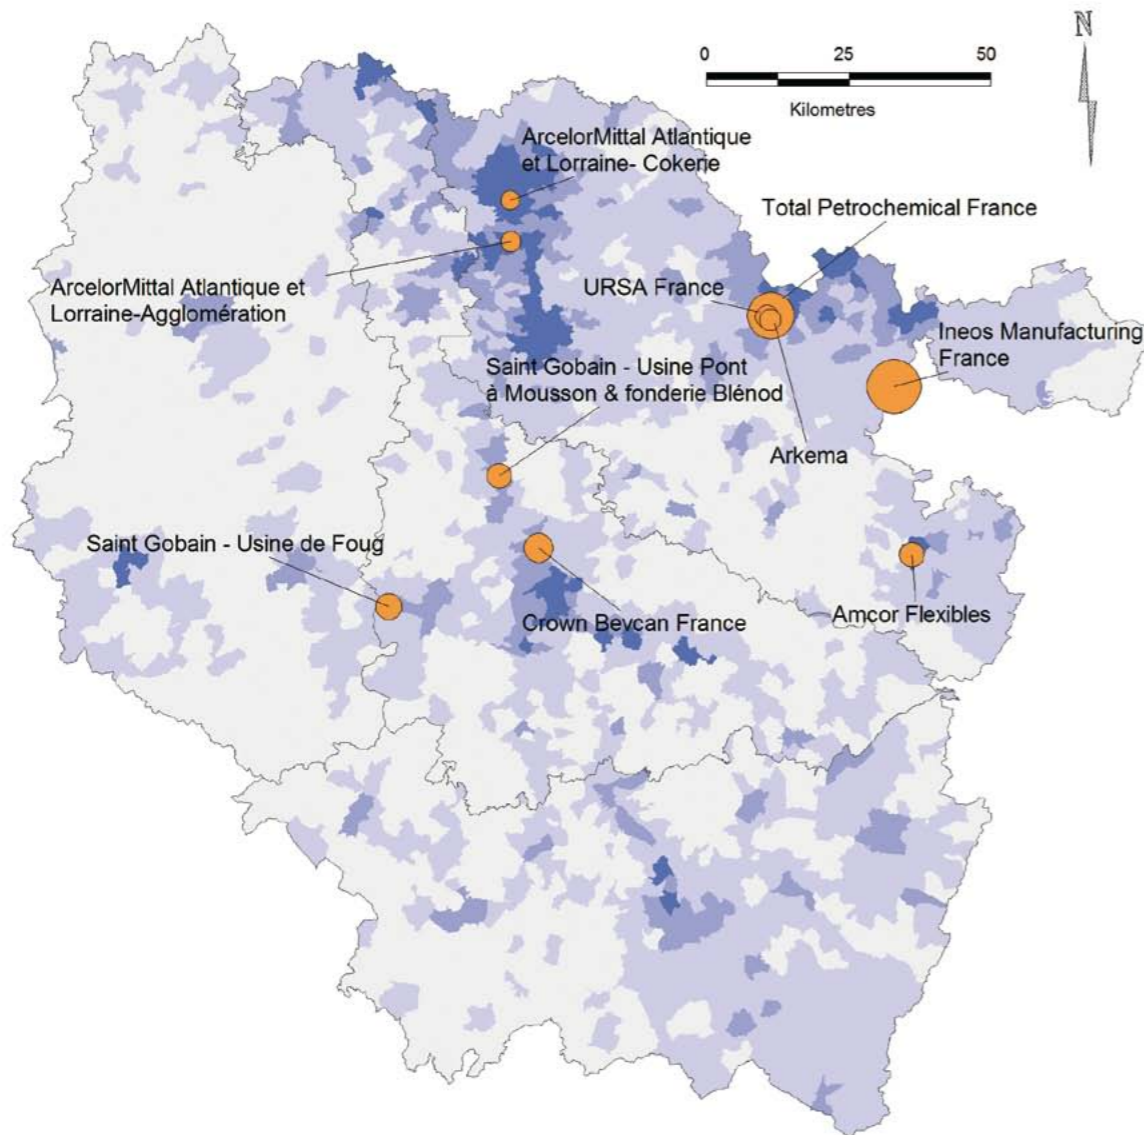 N
0 25 50
Kilometres
ArcelorMittal Atlantique
et Lorraine- Cokerie
Total Petrochemical France
URSA France
ArcelorMittal Atlantique et
Lorraine-Agglomération
Ineos Manufacturing
France
Saint Gobain - Usine Pont
à Mousson & fonderie Blénod
Arkema
Saint Gobain - Usine de Foug
Crown Bevcan France
Amcor Flexibles